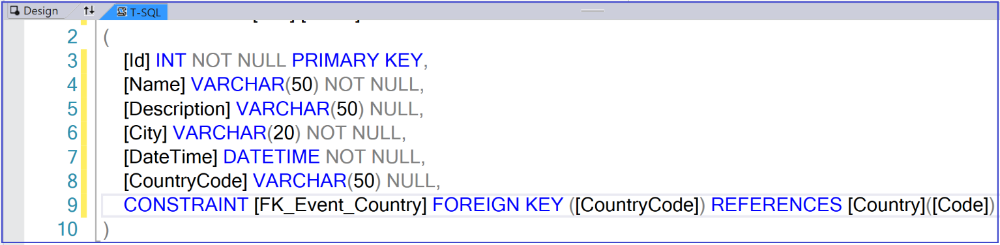 Design
T-SQL
2 (
3 [Id] INT NOT NULL PRIMARY KEY,
4 [Name] VARCHAR(50) NOT NULL,
5 [Description] VARCHAR(50) NULL,
6 [City] VARCHAR(20) NOT NULL,
7 [DateTime] DATETIME NOT NULL,
8 [CountryCode] VARCHAR(50) NULL,
9 CONSTRAINT [FK_Event_Country] FOREIGN KEY ([CountryCode]) REFERENCES [Country]([Code])
10 )